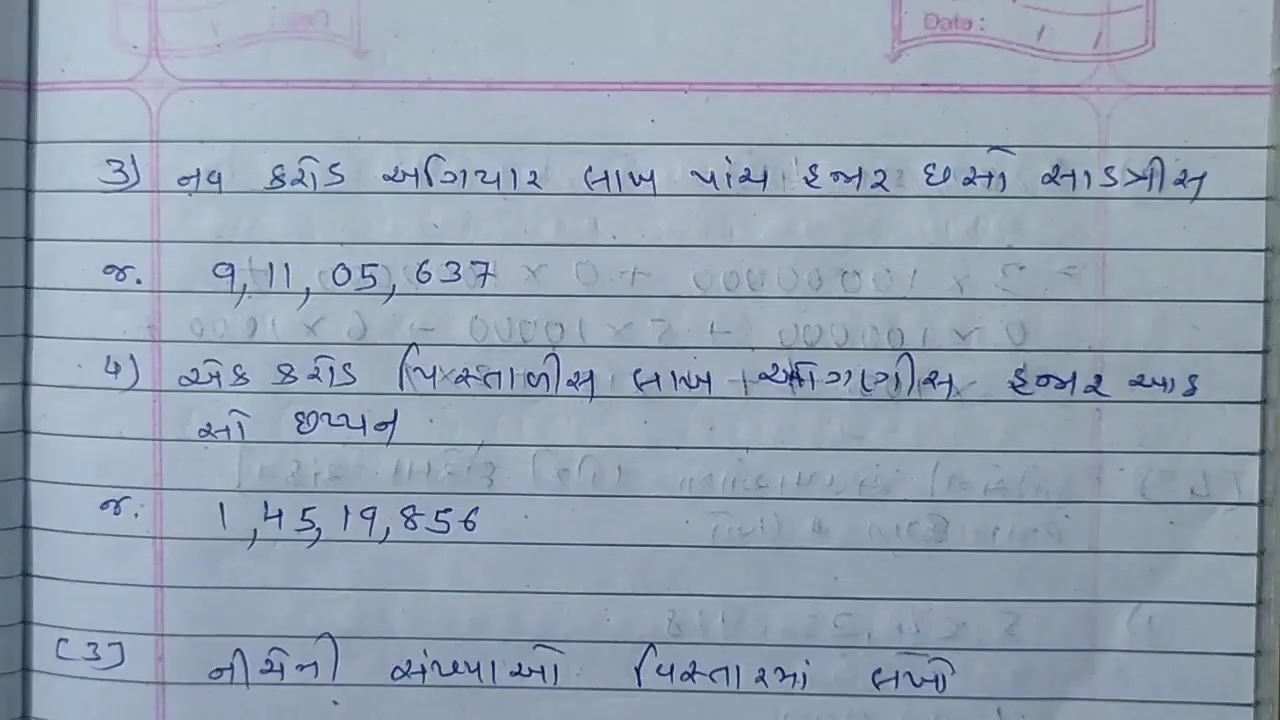 Date :
3) નવ કરોડ અગિયાર લાખ પાંચ હજાર છસો સાડત્રીસ
જ. 9,11,05,637
4) એક કરોડ પિસ્તાળીસ લાખ ઓગણીસ હજાર આઠ
સો છપ્પન
જ. 1,45,19,856
[3] નીચેની સંખ્યાઓ વિસ્તારમાં લખો